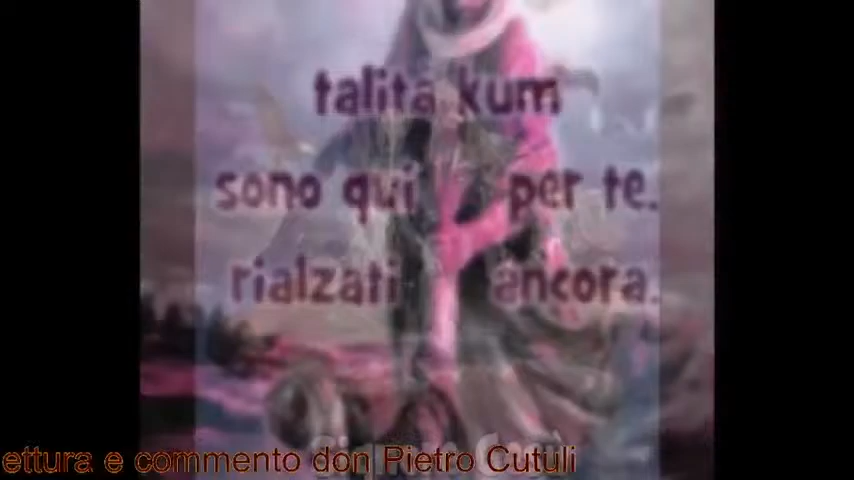 talita kum
sono qui per te.
rialzati ancora.
ettura e commento don Pietro Cutuli